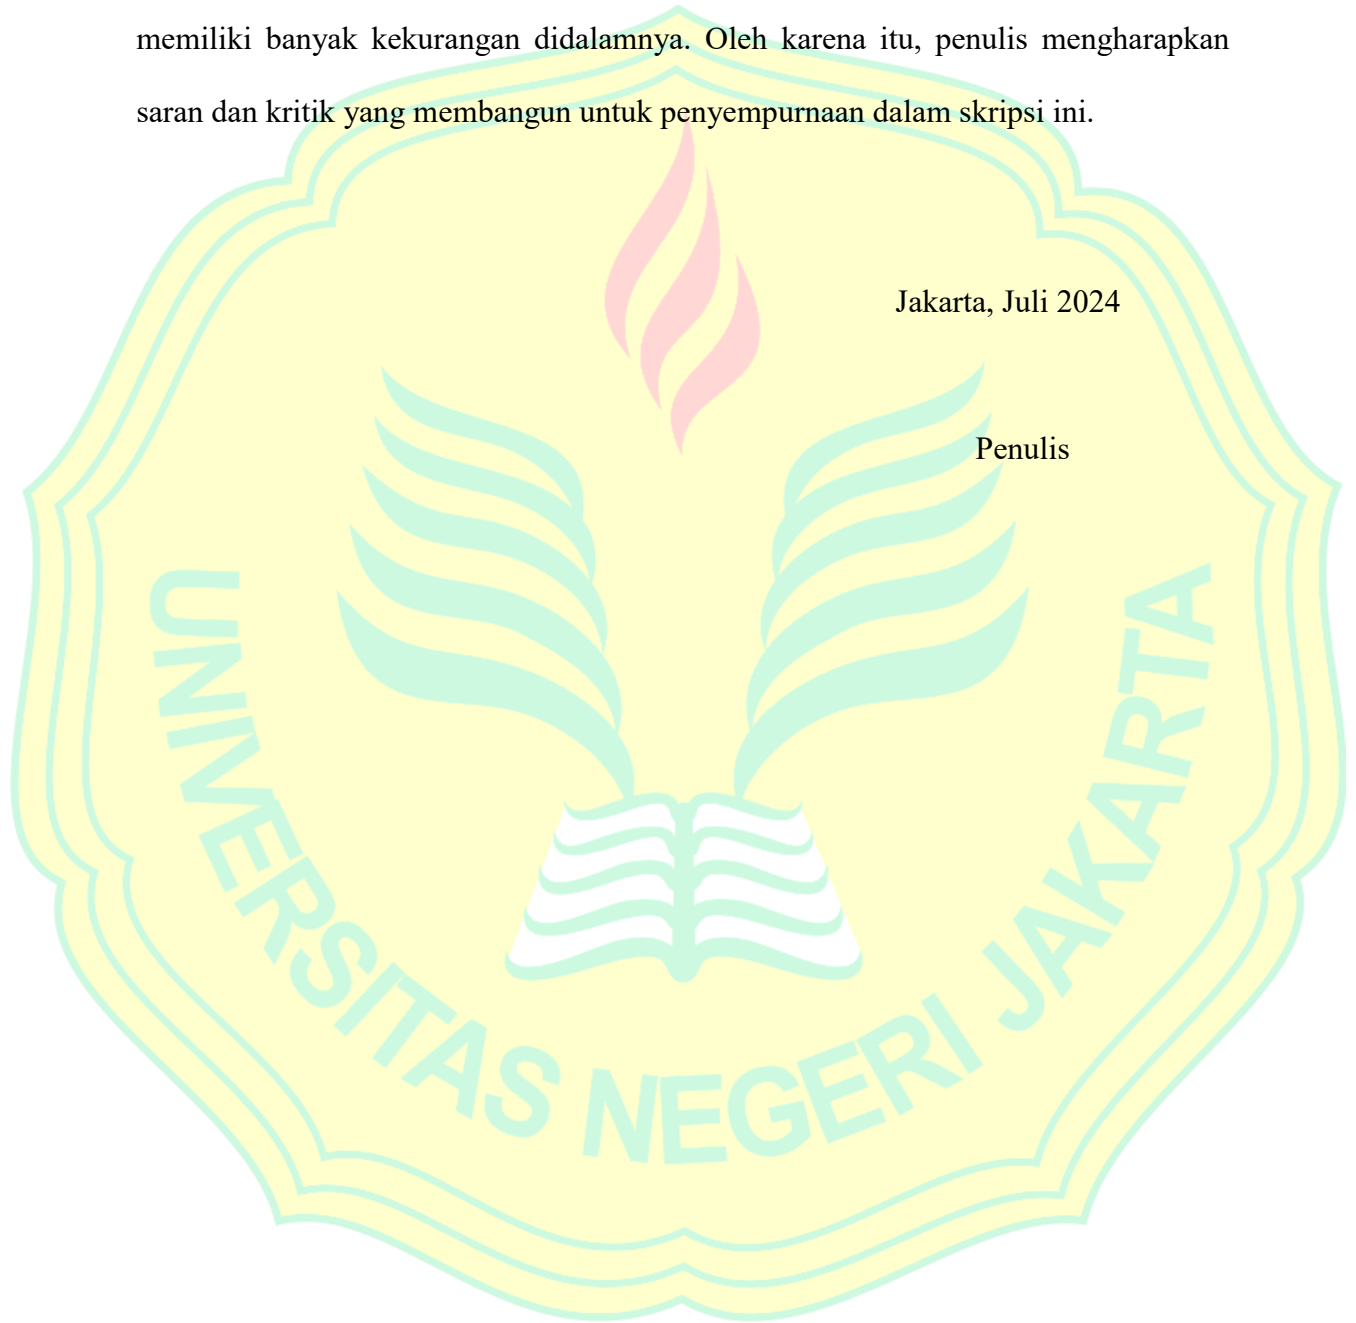 memiliki banyak kekurangan didalamnya. Oleh karena itu, penulis mengharapkan
saran dan kritik yang membangun untuk penyempurnaan dalam skripsi ini.
Jakarta, Juli 2024
Penulis
UNIVERSITAS NEGERI JAKARTA